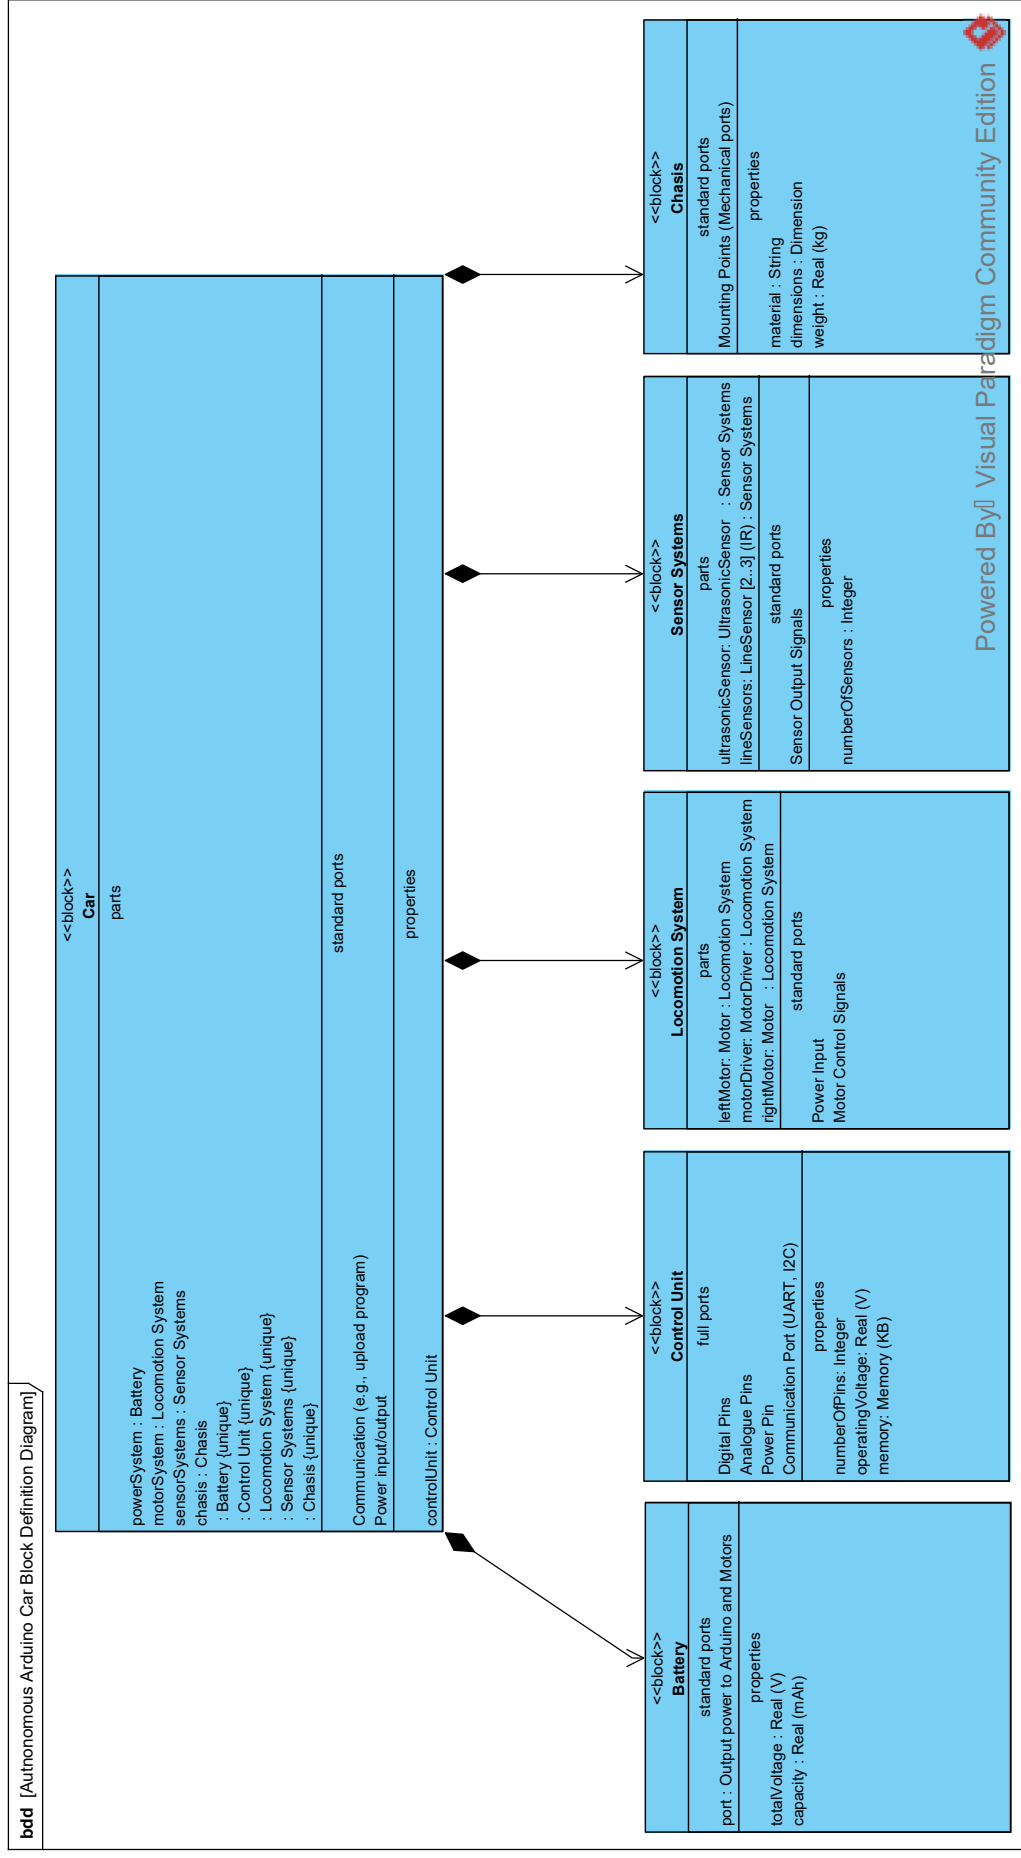 bdd [Autnonomous Arduino Car Block Definition Diagram]
<<block>>
Car
parts
powerSystem : Battery
motorSystem : Locomotion System
sensorSystems : Sensor Systems
chasis : Chasis
: Battery {unique}
: Control Unit {unique}
: Locomotion System {unique}
: Sensor Systems {unique}
: Chasis {unique}
standard ports
Communication (e.g., upload program)
Power input/output
properties
controlUnit : Control Unit
<<block>>
Battery
standard ports
port : Output power to Arduino and Motors
properties
totalVoltage : Real (V)
capacity : Real (mAh)
<<block>>
Control Unit
full ports
Digital Pins
Analogue Pins
Power Pin
Communication Port (UART, I2C)
properties
numberOfPins: Integer
operatingVoltage: Real (V)
memory: Memory (KB)
<<block>>
Locomotion System
parts
leftMotor: Motor : Locomotion System
motorDriver: MotorDriver : Locomotion System
rightMotor: Motor : Locomotion System
standard ports
Power Input
Motor Control Signals
<<block>>
Sensor Systems
parts
ultrasonicSensor: UltrasonicSensor : Sensor Systems
lineSensors: LineSensor [2..3] (IR) : Sensor Systems
standard ports
Sensor Output Signals
properties
numberOfSensors : Integer
<<block>>
Chasis
standard ports
Mounting Points (Mechanical ports)
properties
material : String
dimensions : Dimension
weight : Real (kg)
Powered By Visual Paradigm Community Edition